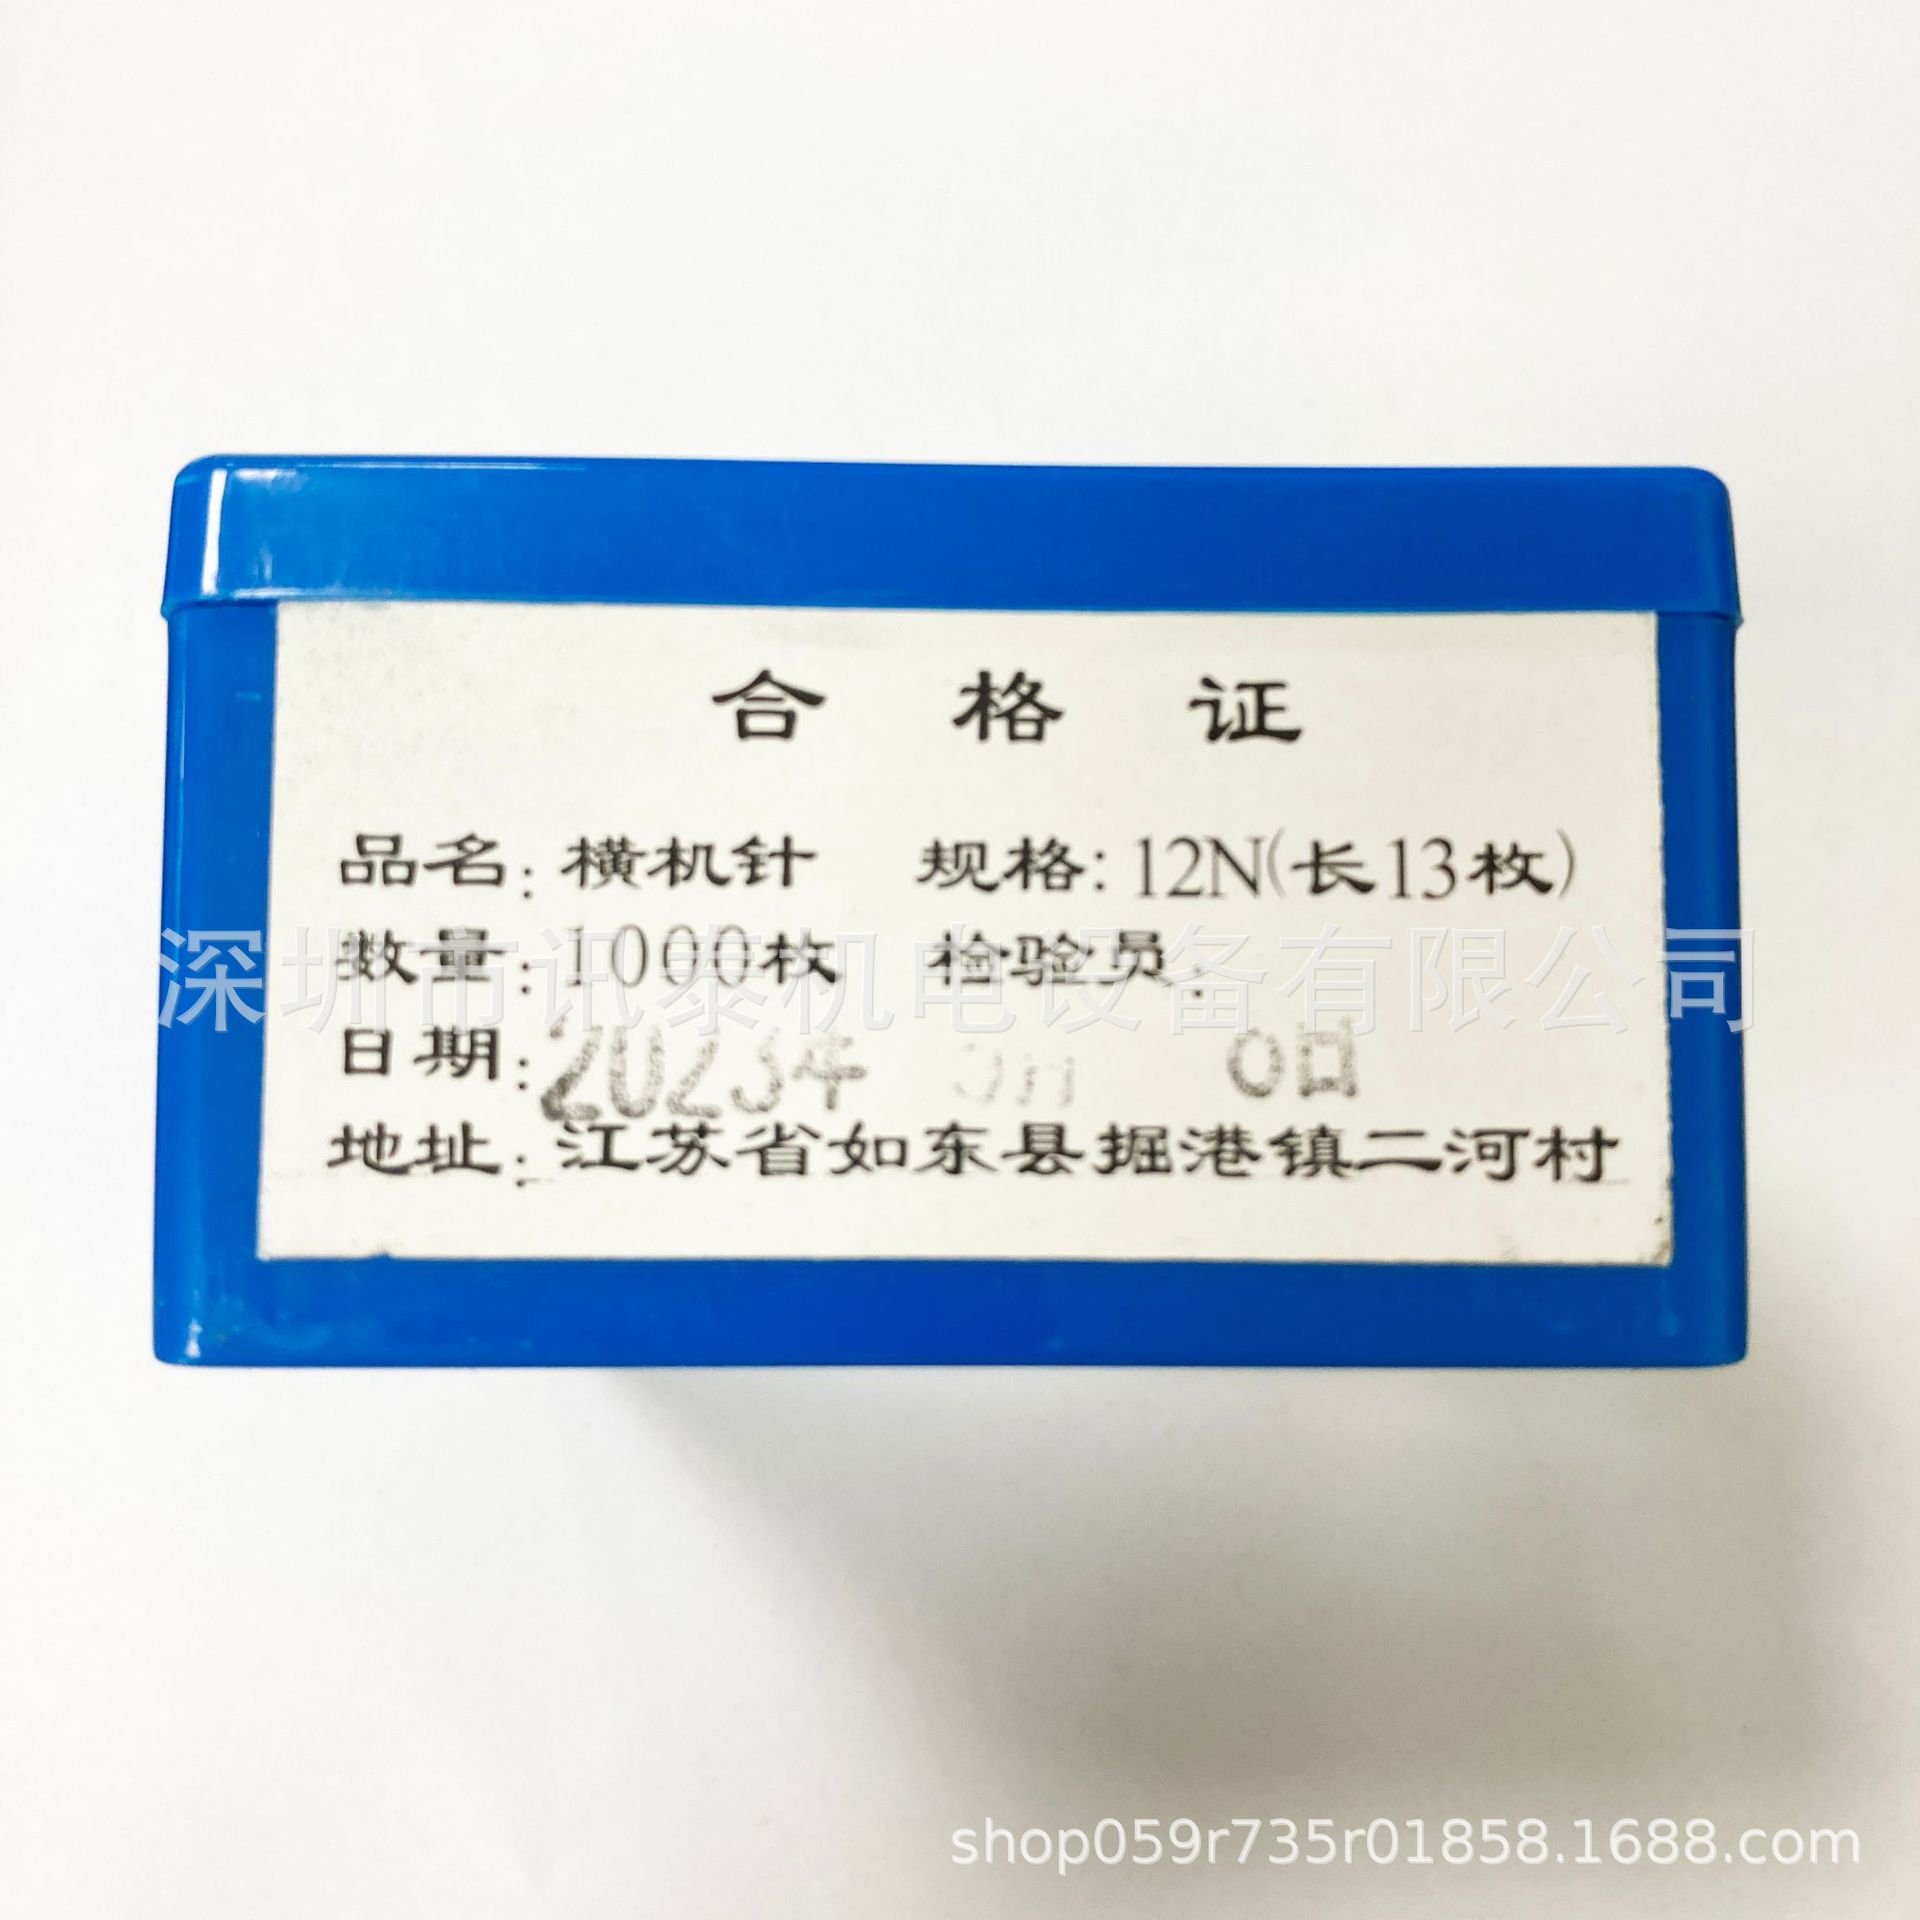 合格证
品名:横机针 规格:12N(长13枚)
数量:1000枚 检验员:
深圳市讯泰机电设备有限公司
日期:2023年 0日
地址:江苏省如东县掘港镇二河村
shop059r735r01858.1688.com